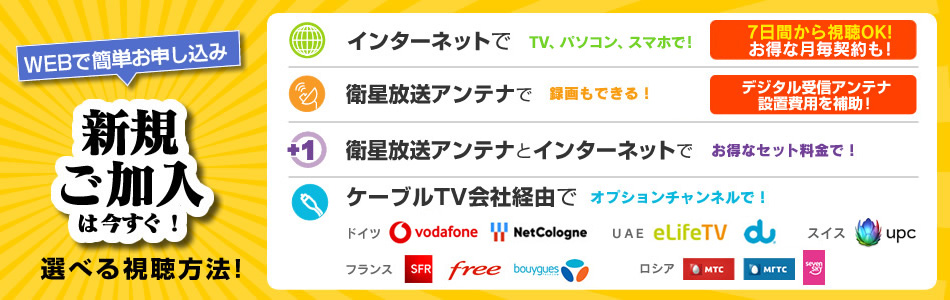 WEBで簡単お申し込み
新規
ご加入
は今すぐ！
選べる視聴方法!
インターネットで TV、パソコン、スマホで!
7日間から視聴OK!
お得な月毎契約も!
衛星放送アンテナで 録画もできる！
デジタル受信アンテナ
設置費用を補助！
+1 衛星放送アンテナとインターネットで お得なセット料金で！
ケーブルTV会社経由で オプションチャンネルで！
ドイツ vodafone NetCologne UAE eLifeTV du スイス upc
フランス SFR free bouygues ロシア МТС МГТС seven sky